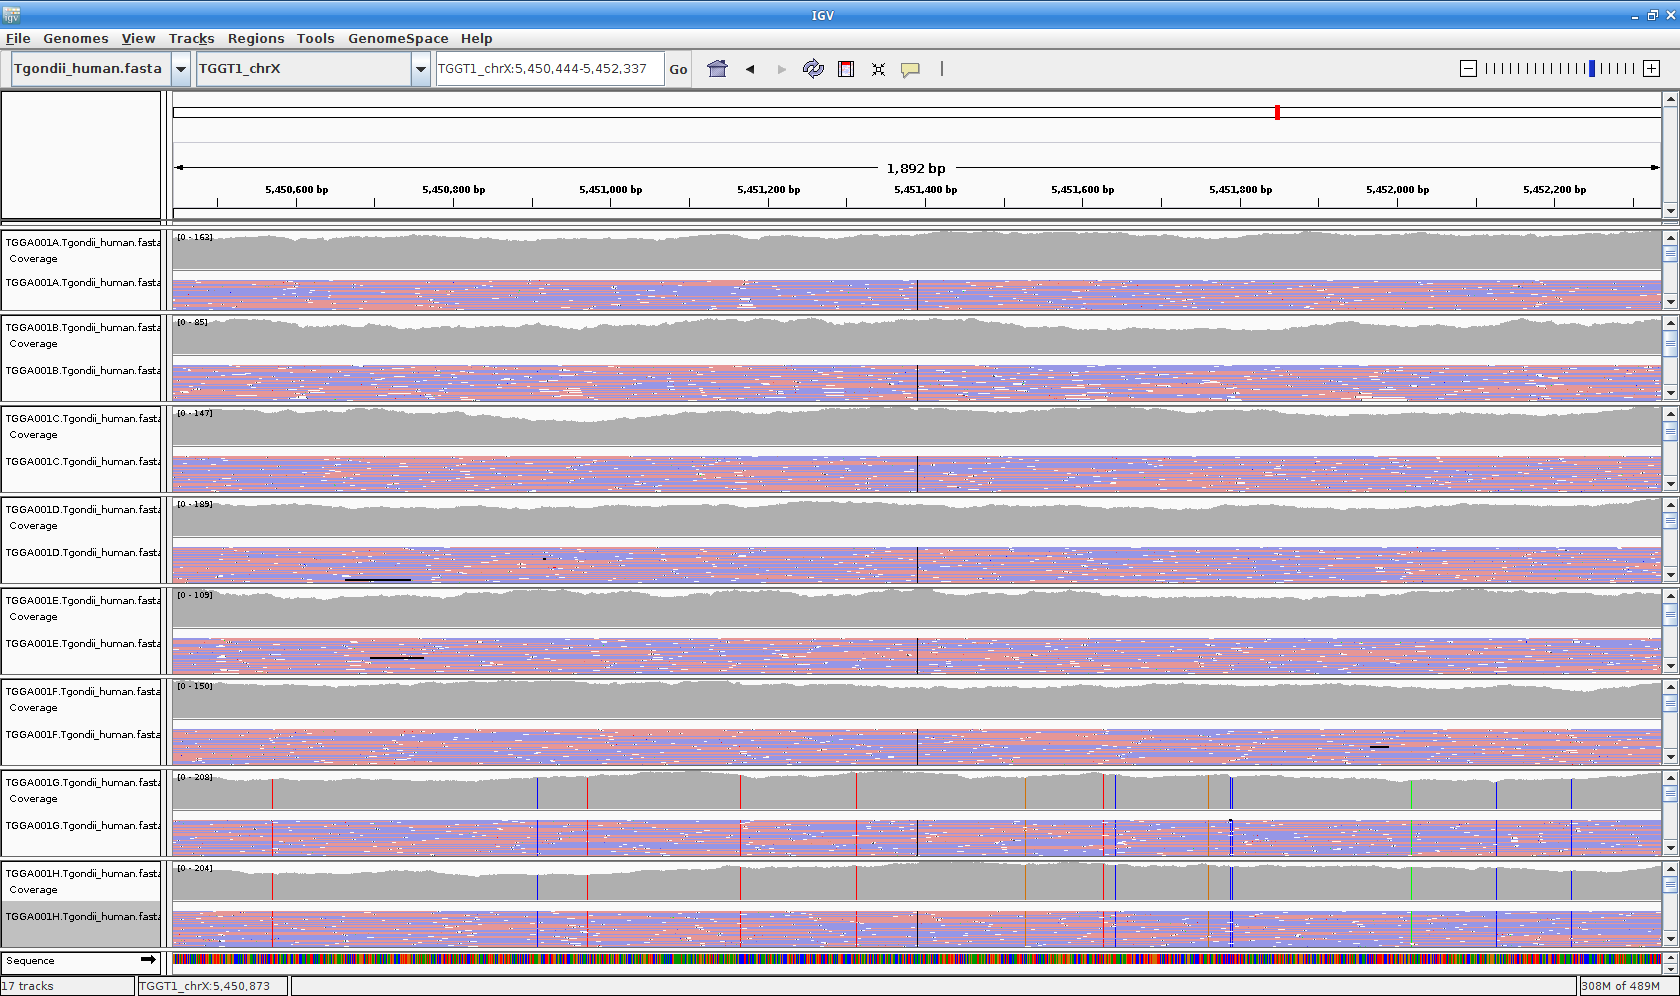 IGV
igv
File Genomes View Tracks Regions Tools GenomeSpace Help
Tgondii_human.fasta TGGT1_chrX TGGT1_chrX:5,450,444-5,452,337 Go
1,892 bp
5,450,600 bp 5,450,800 bp 5,451,000 bp 5,451,200 bp 5,451,400 bp 5,451,600 bp 5,451,800 bp 5,452,000 bp 5,452,200 bp
TGGA001A.Tgondii_human.fasta [0 - 163]
Coverage
TGGA001A.Tgondii_human.fasta
TGGA001B.Tgondii_human.fasta [0 - 85]
Coverage
TGGA001B.Tgondii_human.fasta
TGGA001C.Tgondii_human.fasta [0 - 147]
Coverage
TGGA001C.Tgondii_human.fasta
TGGA001D.Tgondii_human.fasta [0 - 189]
Coverage
TGGA001D.Tgondii_human.fasta
TGGA001E.Tgondii_human.fasta [0 - 109]
Coverage
TGGA001E.Tgondii_human.fasta
TGGA001F.Tgondii_human.fasta [0 - 150]
Coverage
TGGA001F.Tgondii_human.fasta
TGGA001G.Tgondii_human.fasta [0 - 208]
Coverage
TGGA001G.Tgondii_human.fasta
TGGA001H.Tgondii_human.fasta [0 - 204]
Coverage
TGGA001H.Tgondii_human.fasta
Sequence
17 tracks TGGT1_chrX:5,450,873 308M of 489M